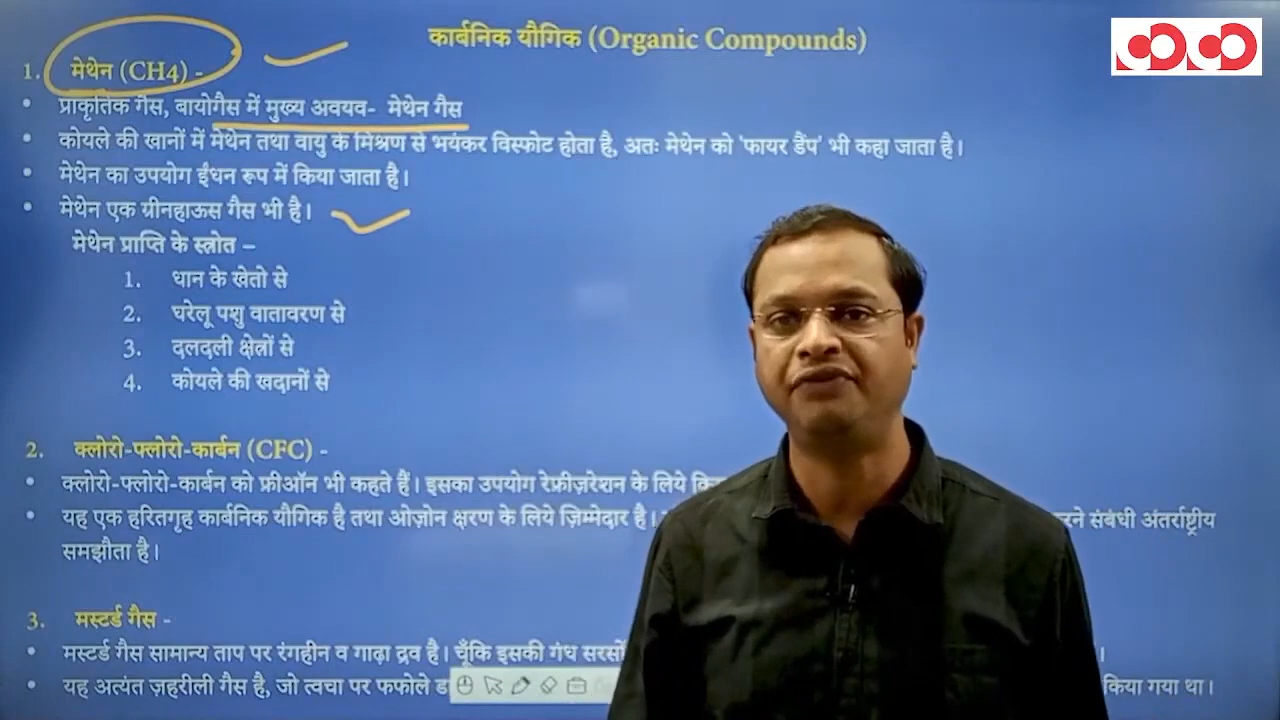 कार्बनिक यौगिक (Organic Compounds)
1. मेथेन (CH4) -
• प्राकृतिक गैस, बायोगैस में मुख्य अवयव- मेथेन गैस
• कोयले की खानों में मेथेन तथा वायु के मिश्रण से भयंकर विस्फोट होता है, अतः मेथेन को 'फायर डैंप' भी कहा जाता है।
• मेथेन का उपयोग ईंधन रूप में किया जाता है।
• मेथेन एक ग्रीनहाऊस गैस भी है।
मेथेन प्राप्ति के स्त्रोत –
1. धान के खेतो से
2. घरेलू पशु वातावरण से
3. दलदली क्षेत्रों से
4. कोयले की खदानों से
2. क्लोरो-फ्लोरो-कार्बन (CFC) -
• क्लोरो-फ्लोरो-कार्बन को फ्रीऑन भी कहते हैं। इसका उपयोग रेफ्रीज़रेशन के लिये
• यह एक हरितगृह कार्बनिक यौगिक है तथा ओज़ोन क्षरण के लिये ज़िम्मेदार है। संबंधी अंतर्राष्ट्रीय
समझौता है।
3. मस्टर्ड गैस -
• मस्टर्ड गैस सामान्य ताप पर रंगहीन व गाढ़ा द्रव है। चूँकि इसकी गंध सरसों
• यह अत्यंत ज़हरीली गैस है, जो त्वचा पर फफोले किया गया था।